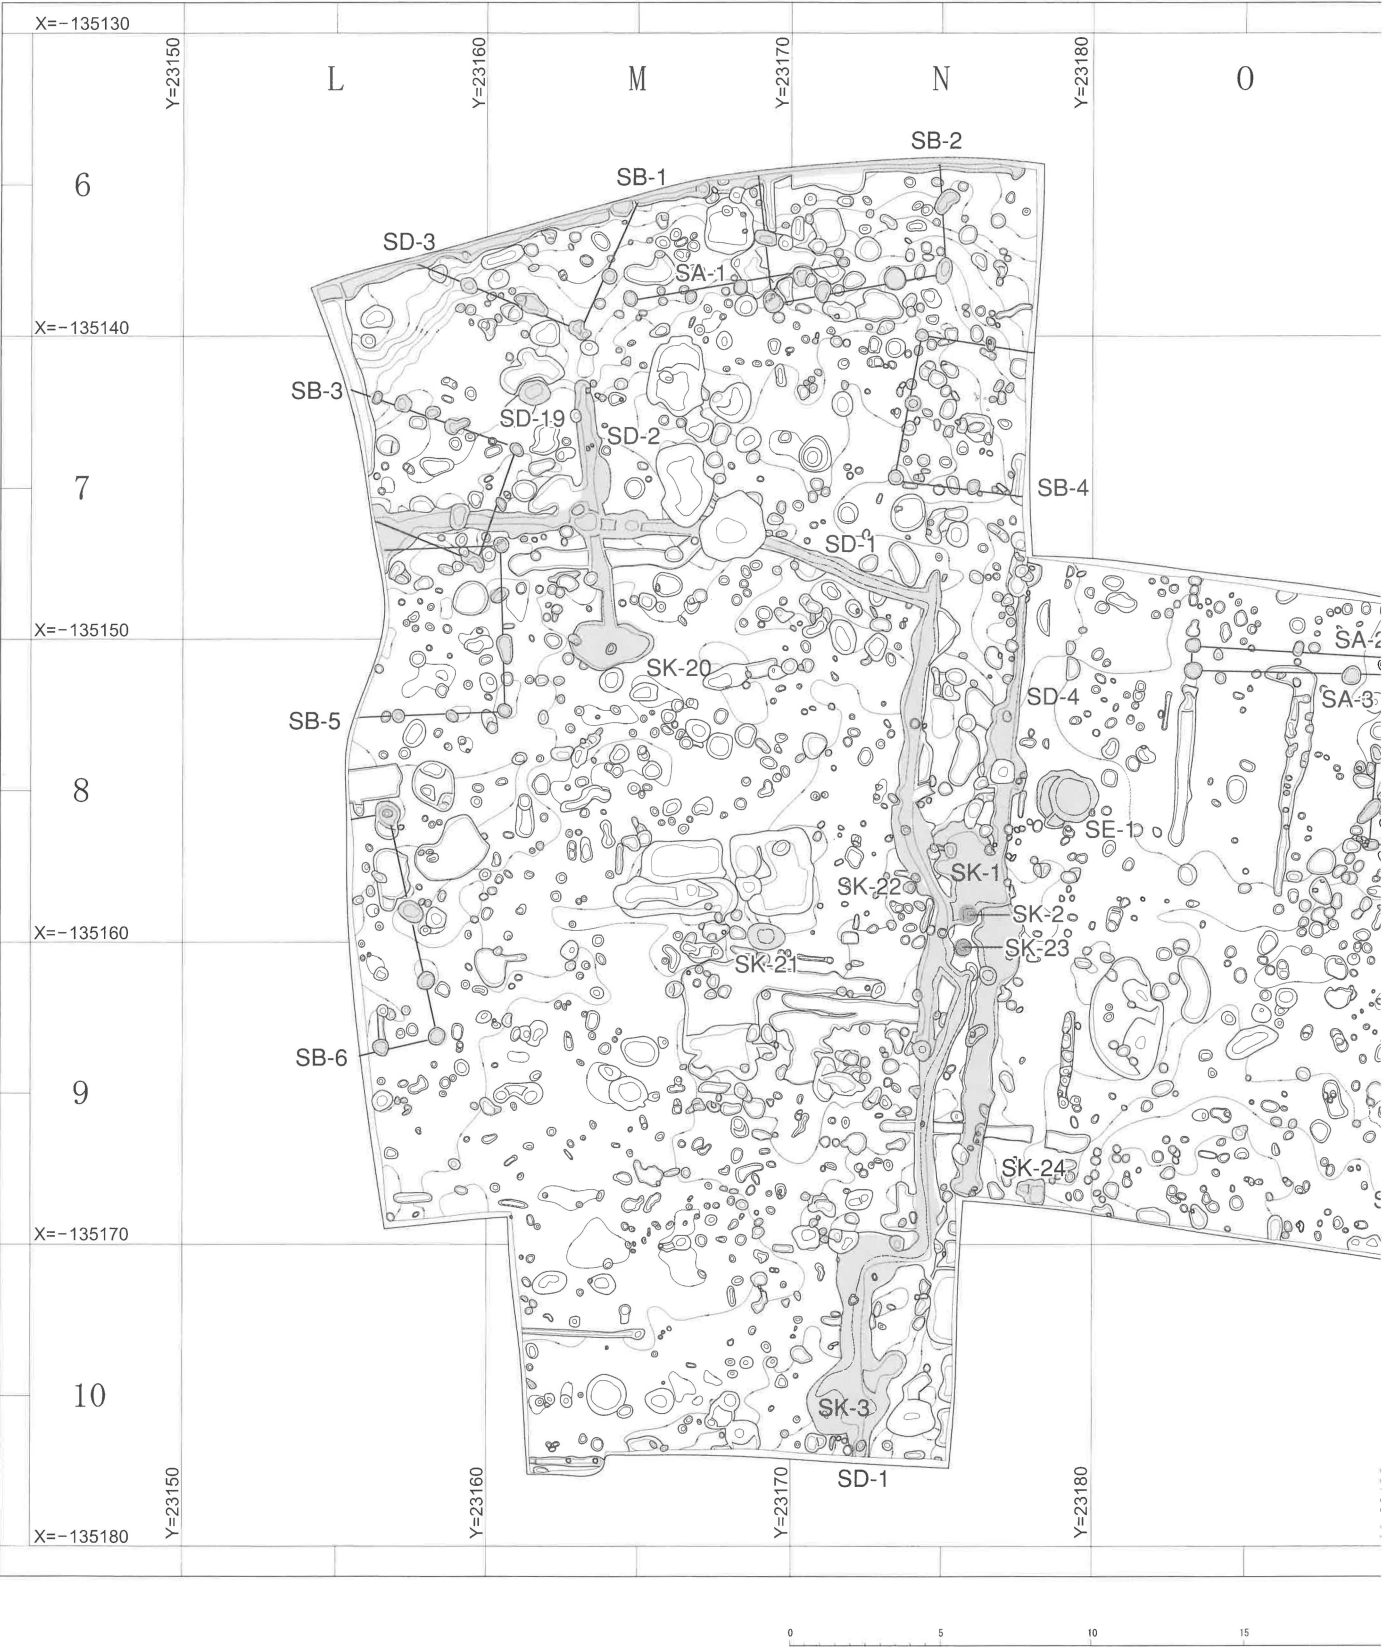 X=−135130
Y=23150
Y=23160
Y=23170
Y=23180
L
M
N
O
SB-2
6
SB-1
SD-3
SA-1
X=−135140
SB-3
SD-19
SD-2
7
SB-4
SD-1
X=−135150
SA-2
SK-20
SD-4
SA-3
SB-5
8
SE-1
SK-1
SK-22
SK-2
X=−135160
SK-23
SK-21
SB-6
9
SK-24
X=−135170
10
SK-3
SD-1
Y=23150
Y=23160
Y=23170
Y=23180
X=−135180
0 5 10 15